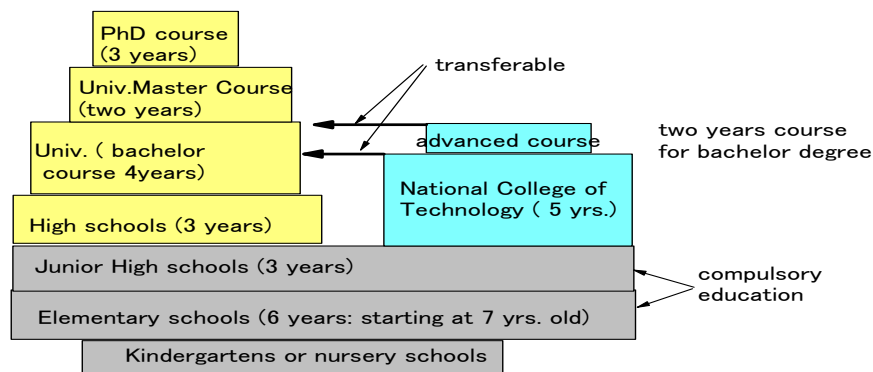 PhD course
(3 years)
transferable
Univ.Master Course
(two years)
advanced course
two years course
for bachelor degree
Univ. ( bachelor
course 4years)
National College of
Technology ( 5 yrs.)
High schools (3 years)
Junior High schools (3 years)
compulsory
education
Elementary schools (6 years: starting at 7 yrs. old)
Kindergartens or nursery schools